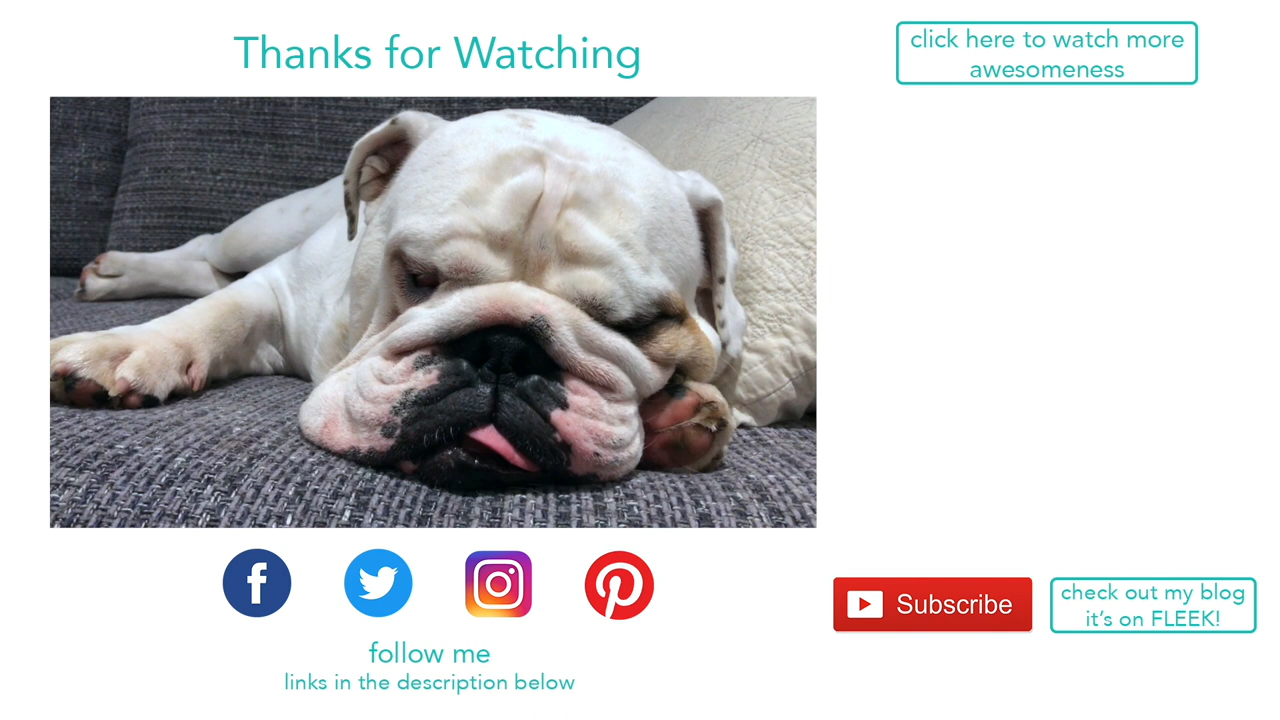 Thanks for Watching
click here to watch more
awesomeness
Subscribe
check out my blog
it's on FLEEK!
follow me
links in the description below